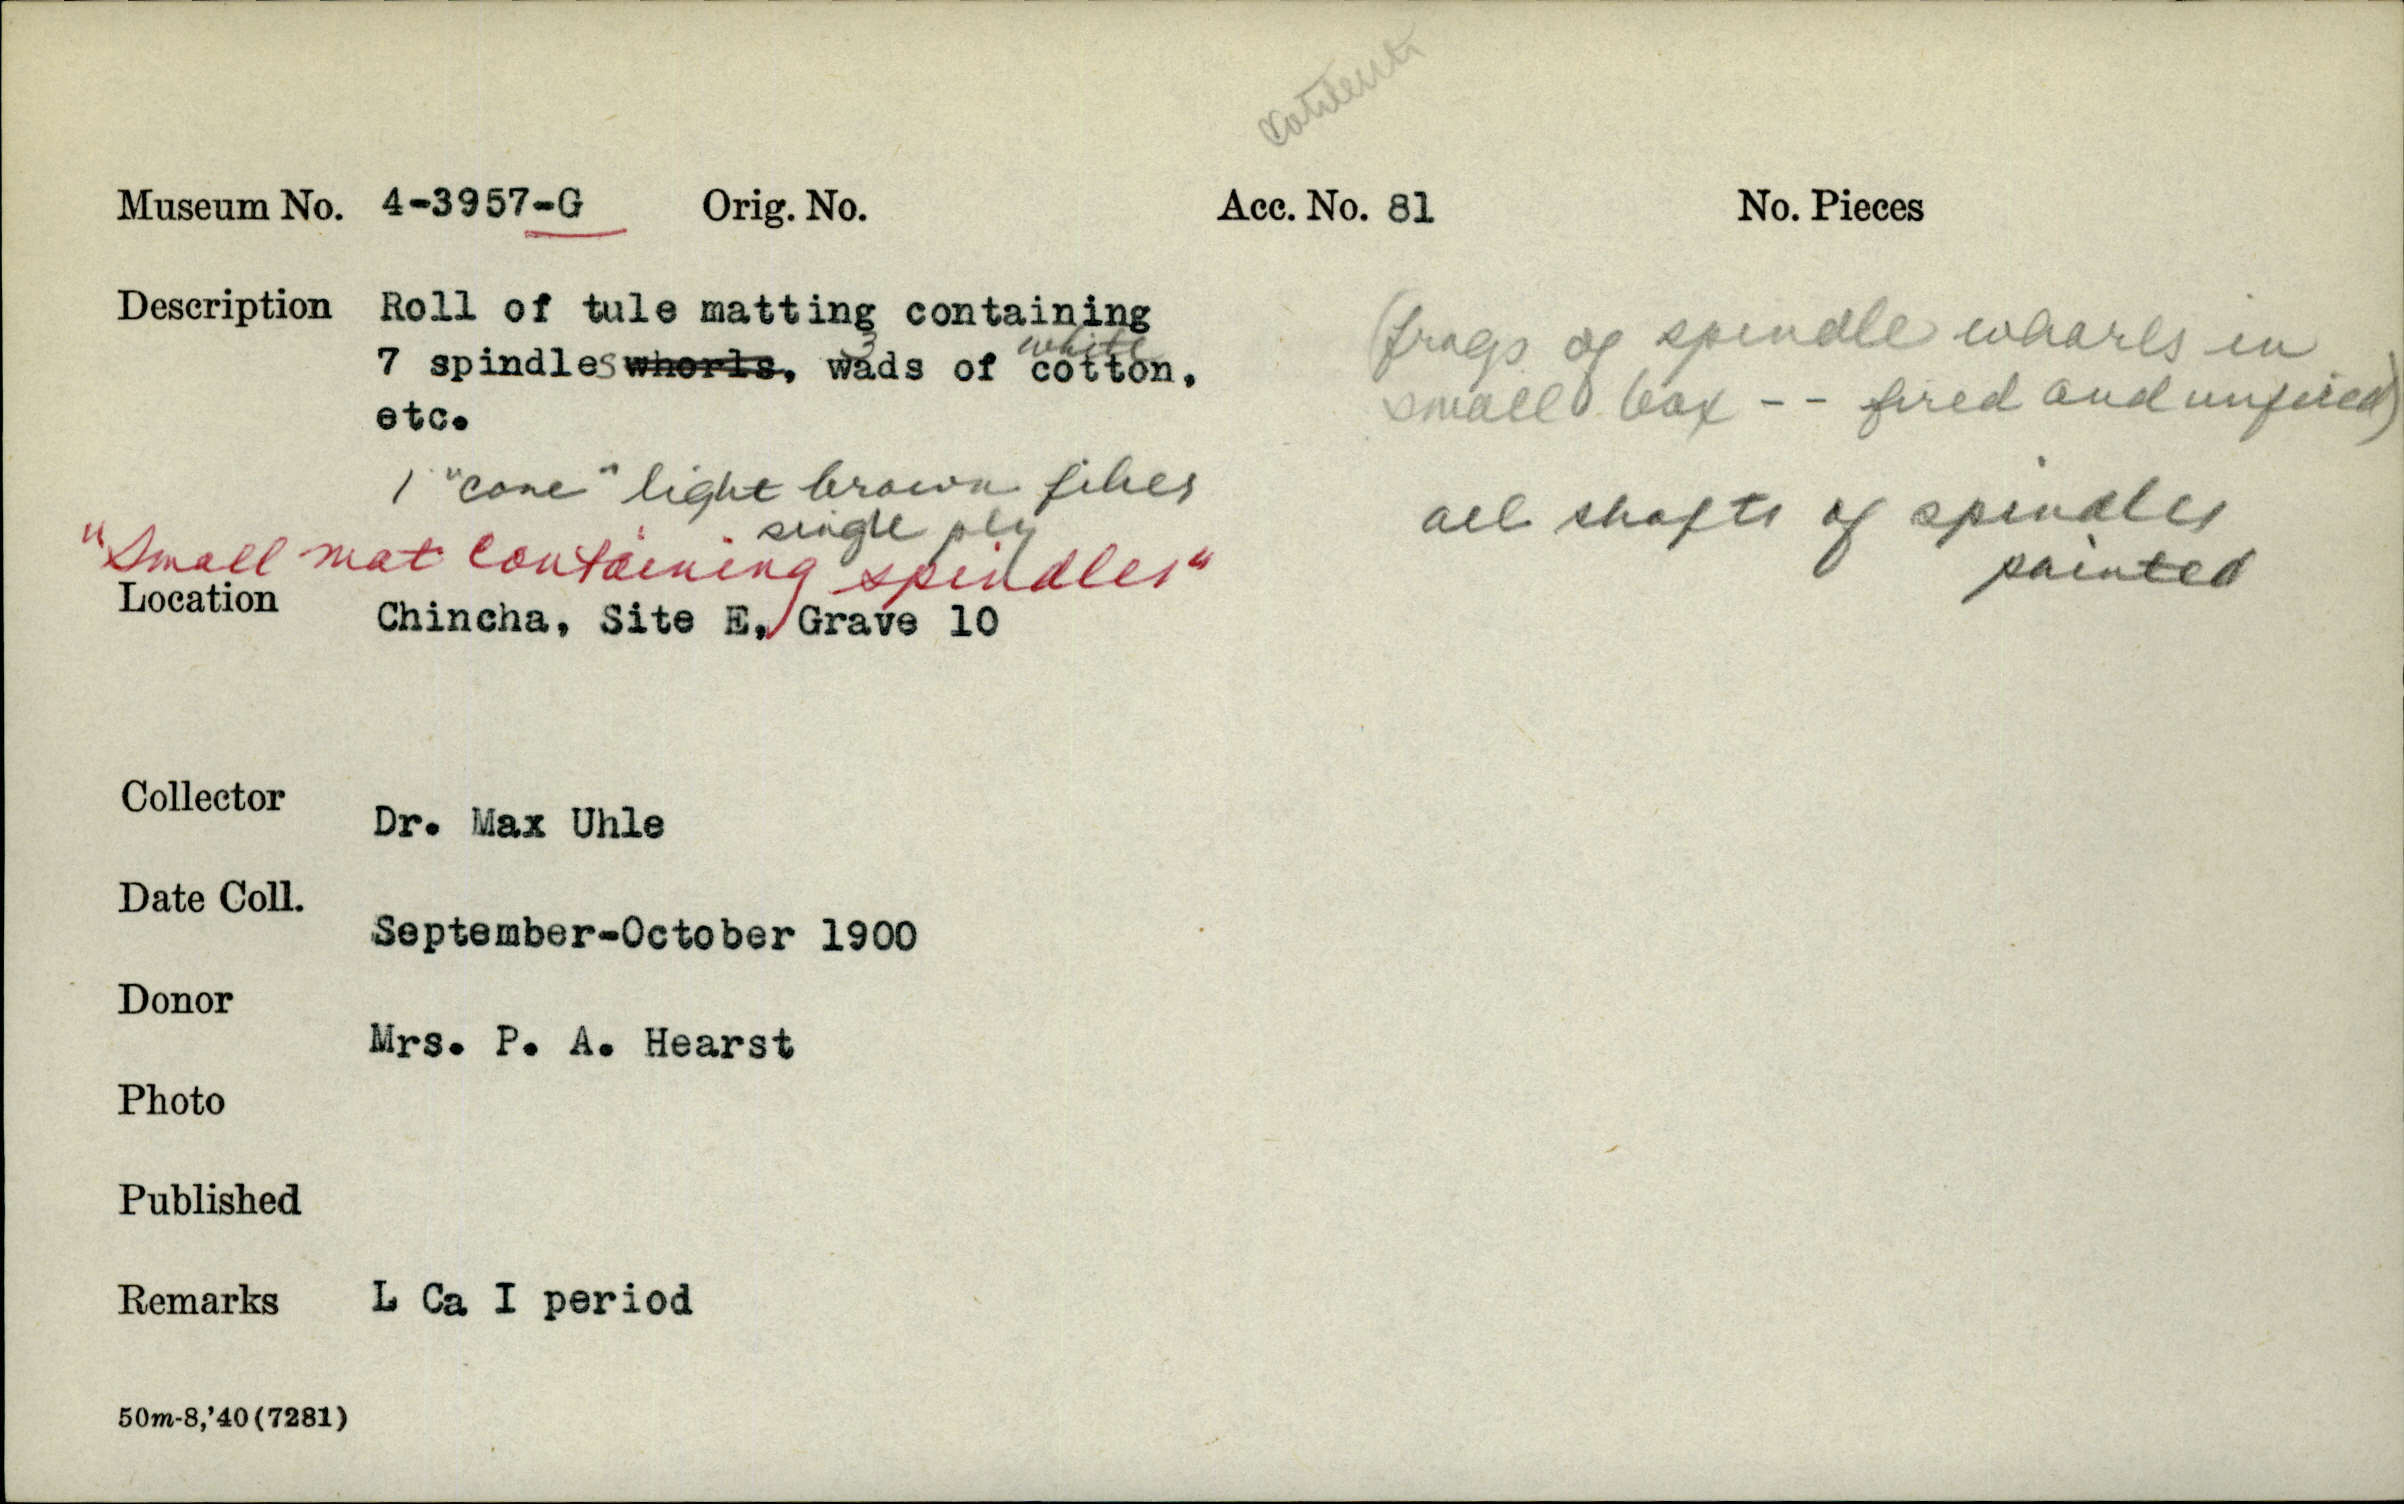 Museum No. 4-3957-G Orig. No. Acc. No. 81 No. Pieces
Description Roll of tule matting containing
7 spindles whorls, 3 wads of white cotton,
etc.
(frags of spindle whorls in
small box -- fired and unfired)
1 "cone" light brown fiber
single ply
all shafts of spindles
painted
"Small mat containing spindles"
Location Chincha, Site E, Grave 10
Collector Dr. Max Uhle
Date Coll. September-October 1900
Donor Mrs. P. A. Hearst
Photo
Published
Remarks L Ca I period
50m-8,'40(7281)